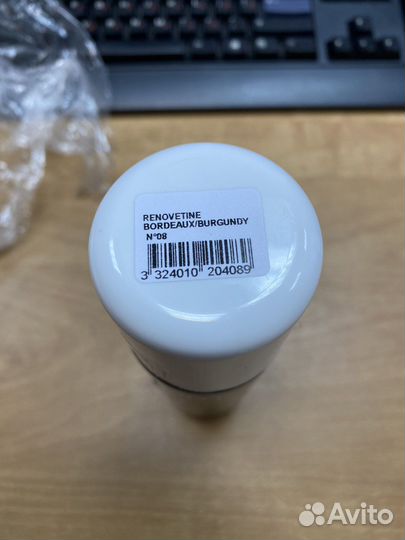 RENOVETINE
BORDEAUX/BURGUNDY
N°08
3 324010 204089
Avito